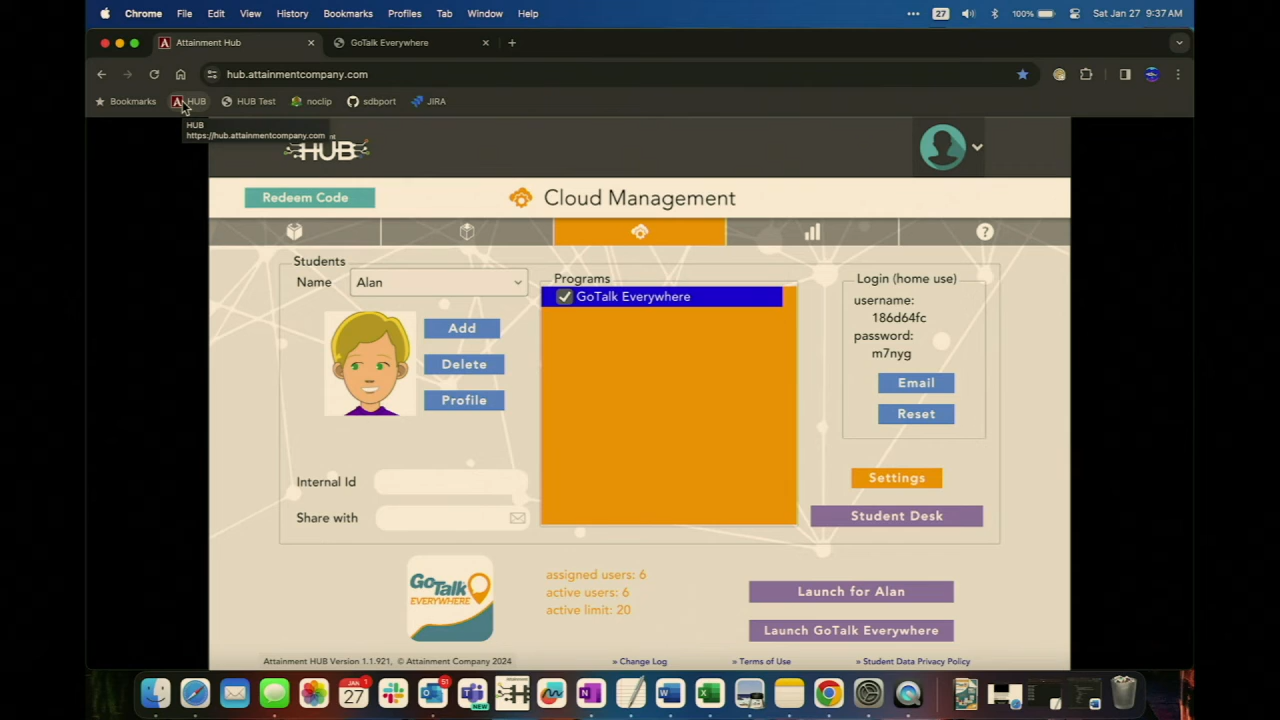 Chrome File Edit View History Bookmarks Profiles Tab Window Help 27 100% Sat Jan 27 9:37 AM
Attainment Hub GoTalk Everywhere
hub.attainmentcompany.com
Bookmarks HUB HUB Test noclip sdbport JIRA
HUB
https://hub.attainmentcompany.com
HUB
Redeem Code Cloud Management
Students
Name Alan
Add
Delete
Profile
Internal Id
Share with
Programs
GoTalk Everywhere
Login (home use)
username:
186d64fc
password:
m7nyg
Email
Reset
Settings
Student Desk
GoTalk
EVERYWHERE
assigned users: 6
active users: 6
active limit: 20
Launch for Alan
Launch GoTalk Everywhere
Attainment HUB Version 1.1.921, © Attainment Company 2024 » Change Log » Terms of Use » Student Data Privacy Policy
JAN 1
27
51
NEW